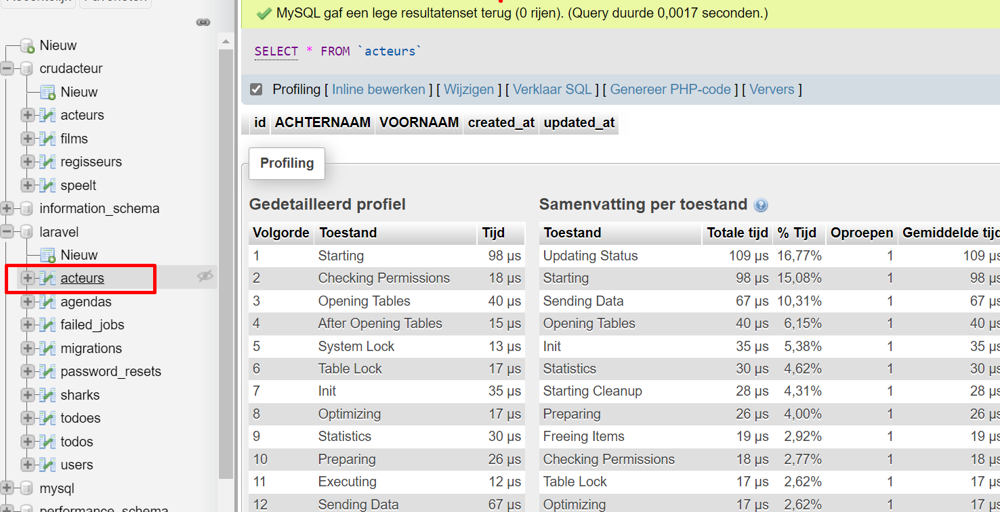 MySQL gaf een lege resultatenset terug (0 rijen). (Query duurde 0,0017 seconden.)
SELECT * FROM `acteurs`
Profiling [ Inline bewerken ] [ Wijzigen ] [ Verklaar SQL ] [ Genereer PHP-code ] [ Ververs ]
id ACHTERNAAM VOORNAAM created_at updated_at
Nieuw
crudacteur
Nieuw
acteurs
films
regisseurs
speelt
information_schema
laravel
Nieuw
acteurs
agendas
failed_jobs
migrations
password_resets
sharks
todoes
todos
users
mysql
performance_schema
Profiling
Gedetailleerd profiel
Volgorde Toestand Tijd
1 Starting 98 µs
2 Checking Permissions 18 µs
3 Opening Tables 40 µs
4 After Opening Tables 15 µs
5 System Lock 13 µs
6 Table Lock 17 µs
7 Init 35 µs
8 Optimizing 17 µs
9 Statistics 30 µs
10 Preparing 26 µs
11 Executing 12 µs
12 Sending Data 67 µs
Samenvatting per toestand
Toestand Totale tijd % Tijd Oproepen Gemiddelde tijd
Updating Status 109 µs 16,77% 1 109 µs
Starting 98 µs 15,08% 1 98 µs
Sending Data 67 µs 10,31% 1 67 µs
Opening Tables 40 µs 6,15% 1 40 µs
Init 35 µs 5,38% 1 35 µs
Statistics 30 µs 4,62% 1 30 µs
Starting Cleanup 28 µs 4,31% 1 28 µs
Preparing 26 µs 4,00% 1 26 µs
Freeing Items 19 µs 2,92% 1 19 µs
Checking Permissions 18 µs 2,77% 1 18 µs
Table Lock 17 µs 2,62% 1 17 µs
Optimizing 17 µs 2,62% 1 17 µs